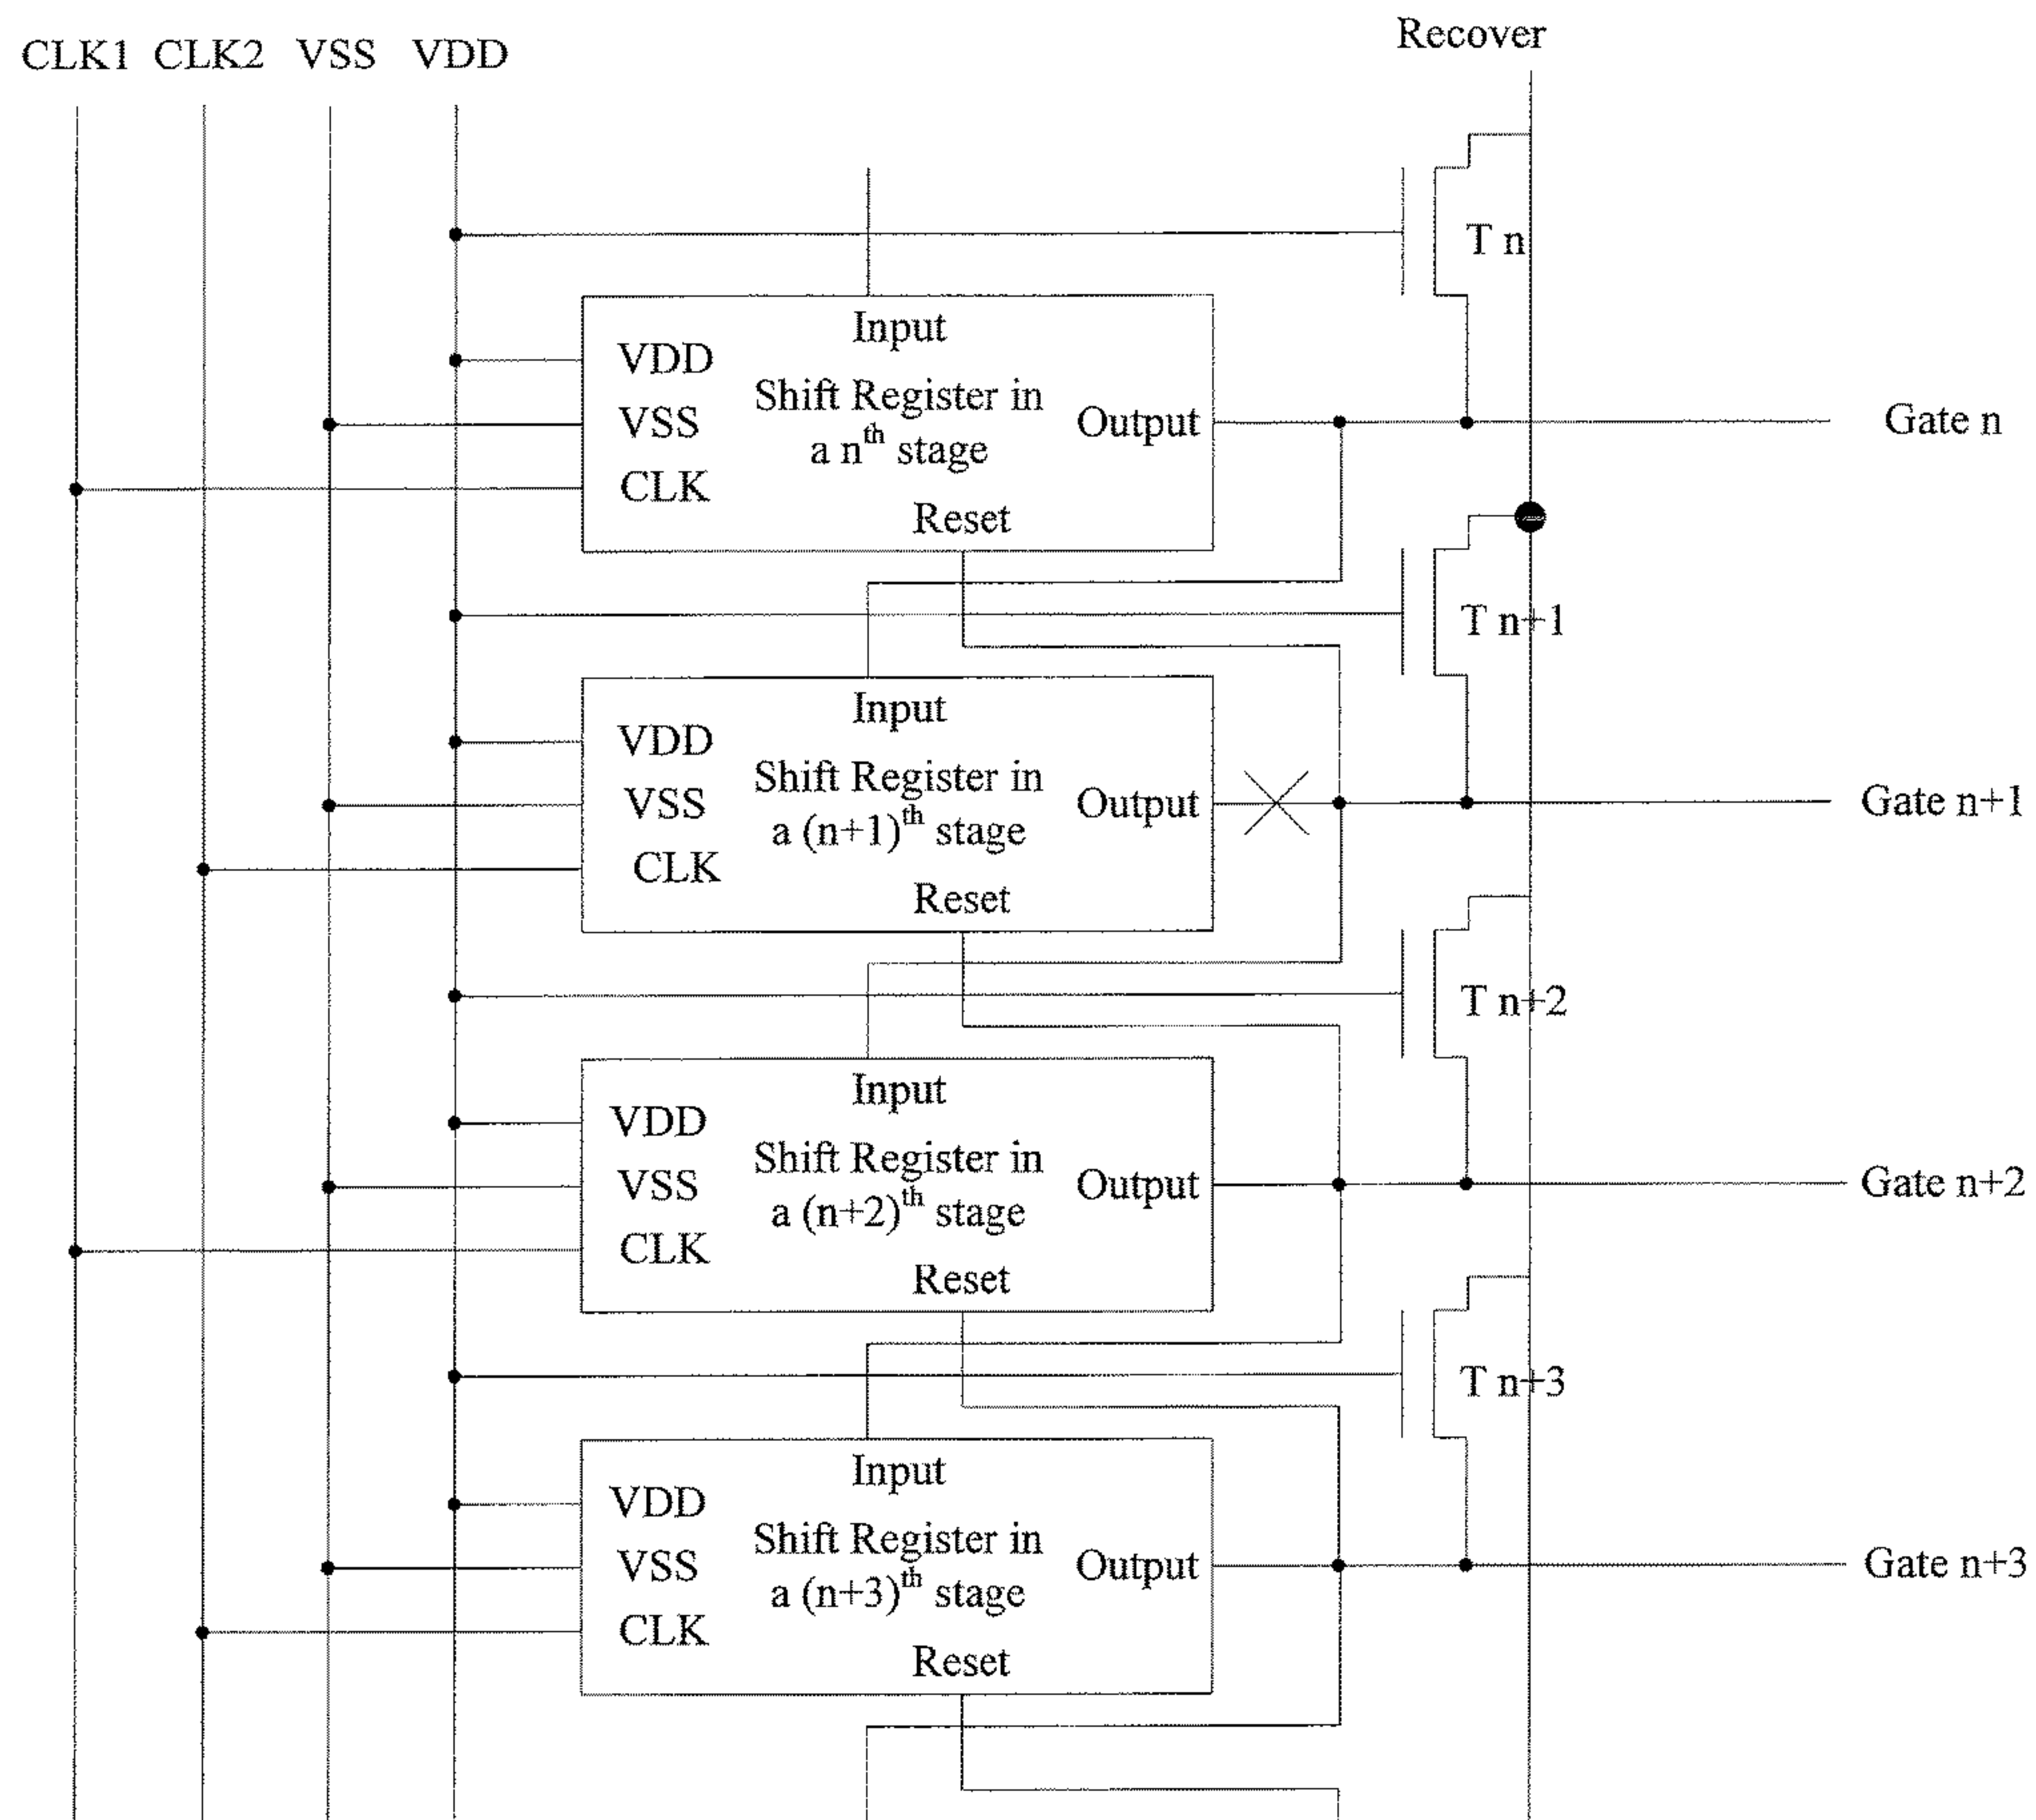 Recover
CLK1 CLK2 VSS VDD
T n
Input
VDD
Shift Register in
a nth stage
VSS
Output
Gate n
CLK
Reset
T n+1
Input
VDD
Shift Register in
a (n+1)th stage
VSS
Output
Gate n+1
CLK
Reset
T n+2
Input
VDD
Shift Register in
a (n+2)th stage
VSS
Output
Gate n+2
CLK
Reset
T n+3
Input
VDD
Shift Register in
a (n+3)th stage
VSS
Output
Gate n+3
CLK
Reset